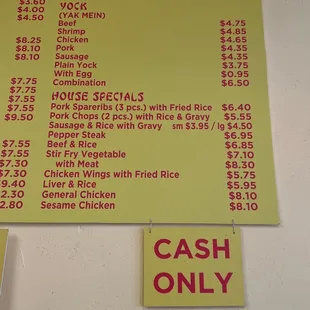 $3.60
$4.00
$4.50
$8.25
$8.10
$8.10
$7.75
$7.75
$7.55
$7.55
$9.50
$7.55
$7.55
$7.30
$7.30
YOCK
(YAK MEIN)
Beef $4.75
Shrimp $4.85
Chicken $4.65
Pork $4.35
Sausage $4.35
Plain Yock $3.75
With Egg $0.95
Combination $6.50
HOUSE SPECIALS
Pork Spareribs (3 pcs.) with Fried Rice $6.40
Pork Chops (2 pcs.) with Rice & Gravy $5.55
Sausage & Rice with Gravy sm $3.95 / lg $4.50
Pepper Steak $6.95
Beef & Rice $6.85
Stir Fry Vegetable $7.10
with Meat $8.30
Chicken Wings with Fried Rice $5.75
Liver & Rice $5.95
General Chicken $8.10
Sesame Chicken $8.10
CASH
ONLY